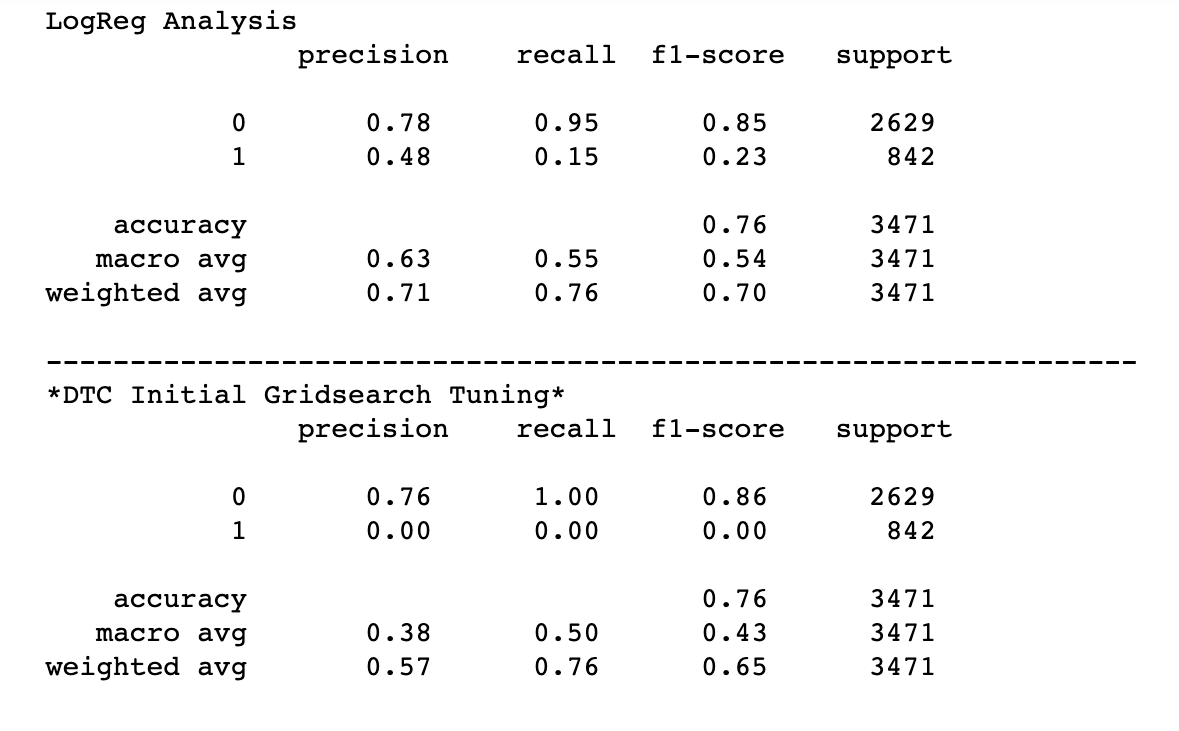 LogReg Analysis
precision recall f1-score support
0 0.78 0.95 0.85 2629
1 0.48 0.15 0.23 842
accuracy 0.76 3471
macro avg 0.63 0.55 0.54 3471
weighted avg 0.71 0.76 0.70 3471
-----------------------------------------------------------------
*DTC Initial Gridsearch Tuning*
precision recall f1-score support
0 0.76 1.00 0.86 2629
1 0.00 0.00 0.00 842
accuracy 0.76 3471
macro avg 0.38 0.50 0.43 3471
weighted avg 0.57 0.76 0.65 3471